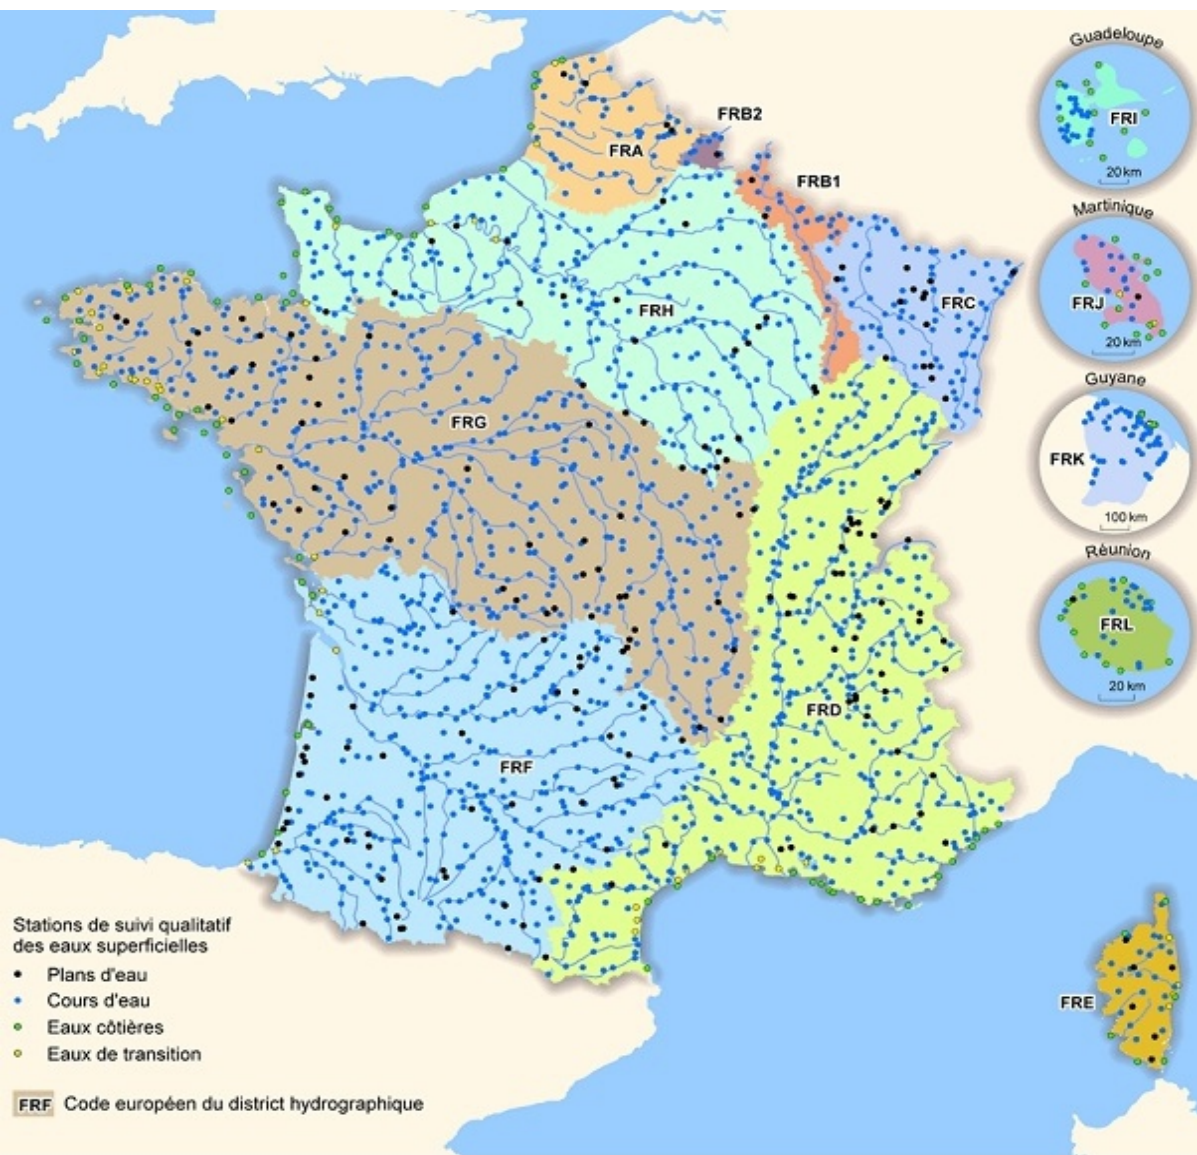 Guadeloupe
FRI
20 km
Martinique
FRJ
20 km
Guyane
FRK
100 km
Réunion
FRL
20 km
FRB2
FRA
FRB1
FRH
FRC
FRG
FRD
FRF
FRE
Stations de suivi qualitatif
des eaux superficielles
Plans d'eau
Cours d'eau
Eaux côtières
Eaux de transition
FRF Code européen du district hydrographique